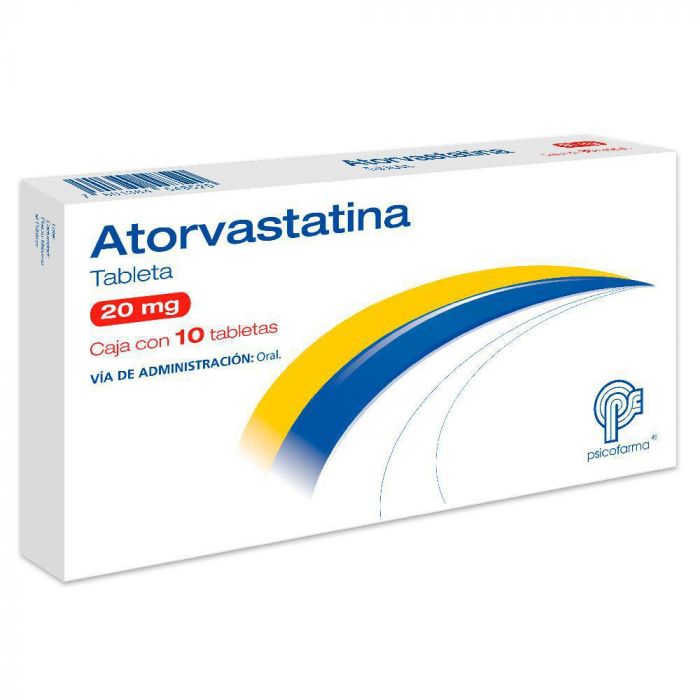 Atorvastatina
Atorvastatina
Tableta
20 mg
Caja con 10 tabletas
VÍA DE ADMINISTRACIÓN: Oral.
psicofarma®